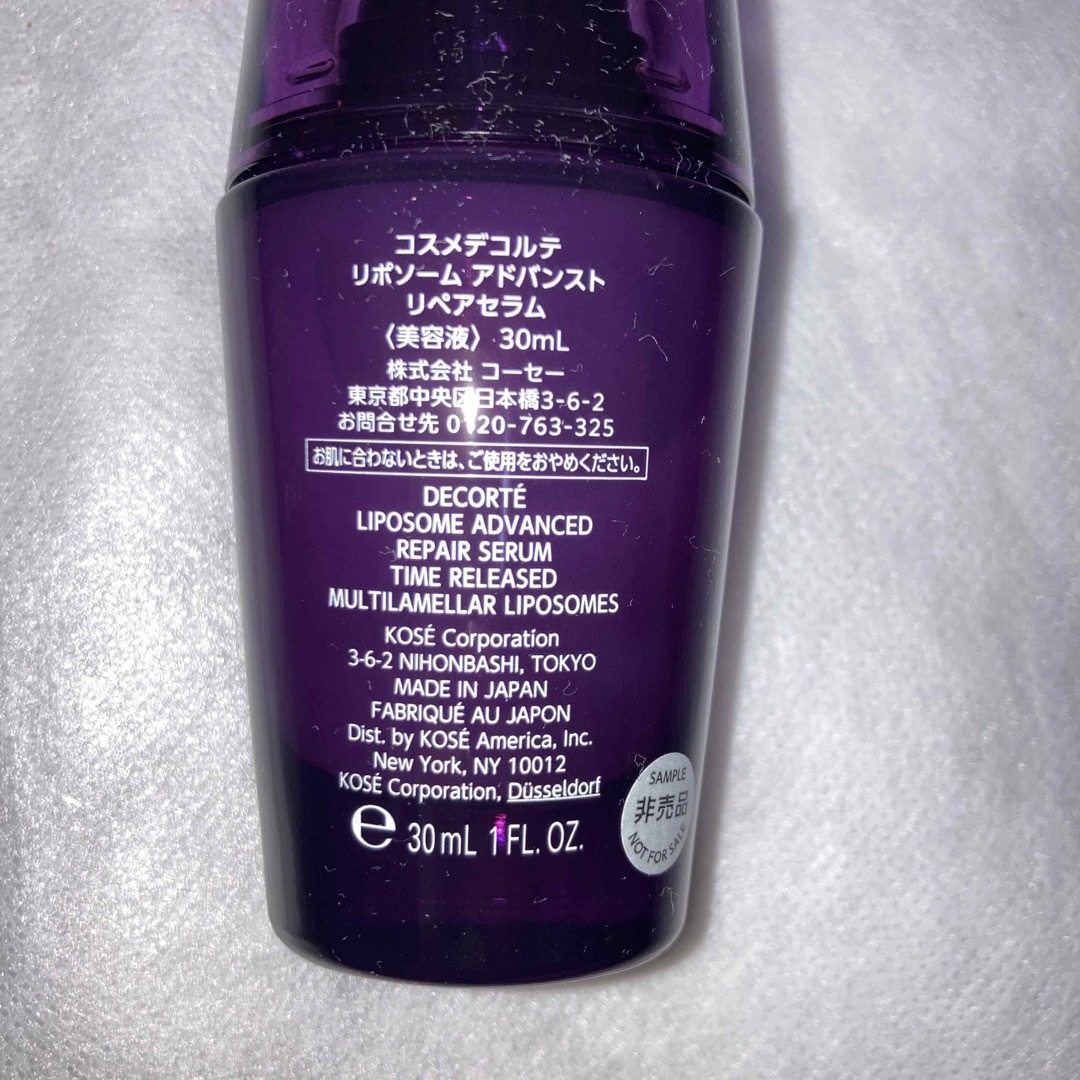 コスメデコルテ
リポソーム アドバンスト
リペアセラム
〈美容液〉 30mL
株式会社 コーセー
東京都中央区日本橋3-6-2
お問合せ先 0120-763-325
お肌に合わないときは、ご使用をおやめください。
DECORTÉ
LIPOSOME ADVANCED
REPAIR SERUM
TIME RELEASED
MULTILAMELLAR LIPOSOMES
KOSÉ Corporation
3-6-2 NIHONBASHI, TOKYO
MADE IN JAPAN
FABRIQUÉ AU JAPON
Dist. by KOSÉ America, Inc.
New York, NY 10012
KOSÉ Corporation, Düsseldorf
℮ 30mL 1 FL. OZ.
SAMPLE
非売品
NOT FOR SALE